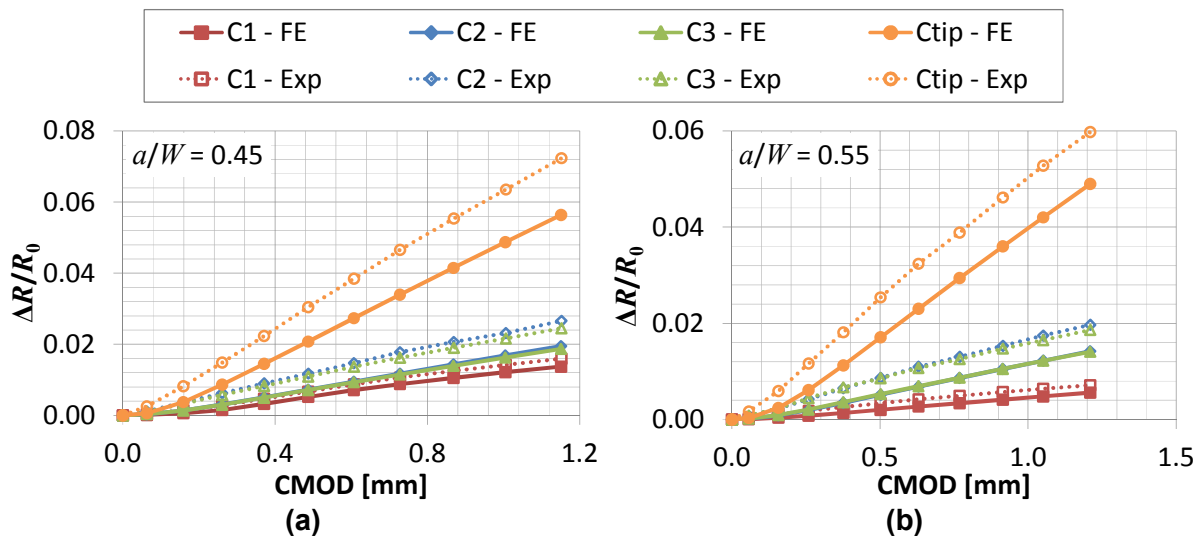 C1 - FE C2 - FE C3 - FE Ctip - FE
C1 - Exp C2 - Exp C3 - Exp Ctip - Exp
0.08
a/W = 0.45
0.06
0.04
0.02
0.00
ΔR/R0
0.0 0.4 0.8 1.2
CMOD [mm]
(a)
0.06
a/W = 0.55
0.04
0.02
0.00
ΔR/R0
0.0 0.5 1.0 1.5
CMOD [mm]
(b)